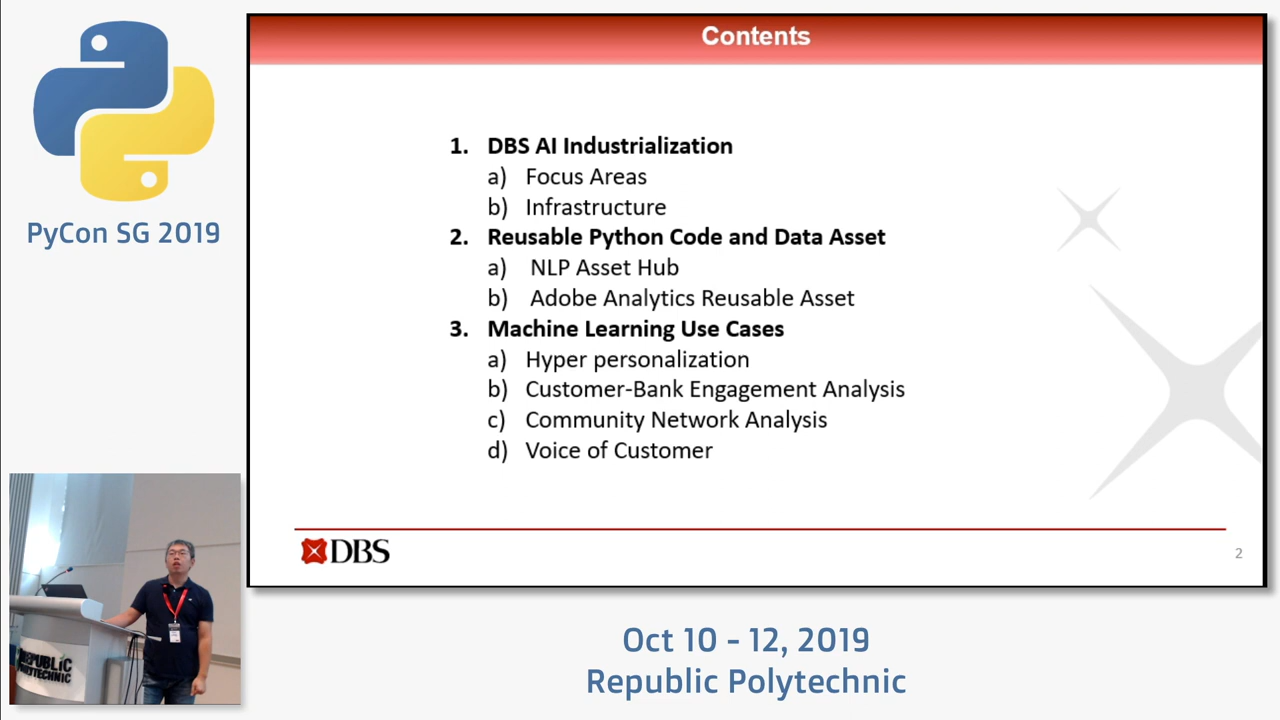 Contents
PyCon SG 2019
1. DBS AI Industrialization
a) Focus Areas
b) Infrastructure
2. Reusable Python Code and Data Asset
a) NLP Asset Hub
b) Adobe Analytics Reusable Asset
3. Machine Learning Use Cases
a) Hyper personalization
b) Customer-Bank Engagement Analysis
c) Community Network Analysis
d) Voice of Customer
DBS
2
REPUBLIC
POLYTECHNIC
Oct 10 - 12, 2019
Republic Polytechnic